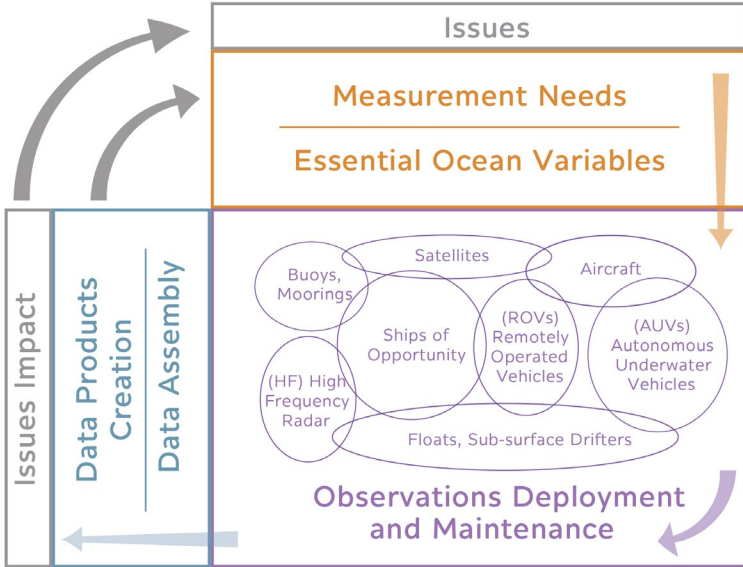 Issues
Measurement Needs
Essential Ocean Variables
Satellites
Aircraft
Buoys,
Moorings
Ships of
Opportunity
(ROVs)
Remotely
Operated
Vehicles
(AUVs)
Autonomous
Underwater
Vehicles
(HF) High
Frequency
Radar
Floats, Sub-surface Drifters
Observations Deployment
and Maintenance
Data Assembly
Data Products
Creation
Issues Impact